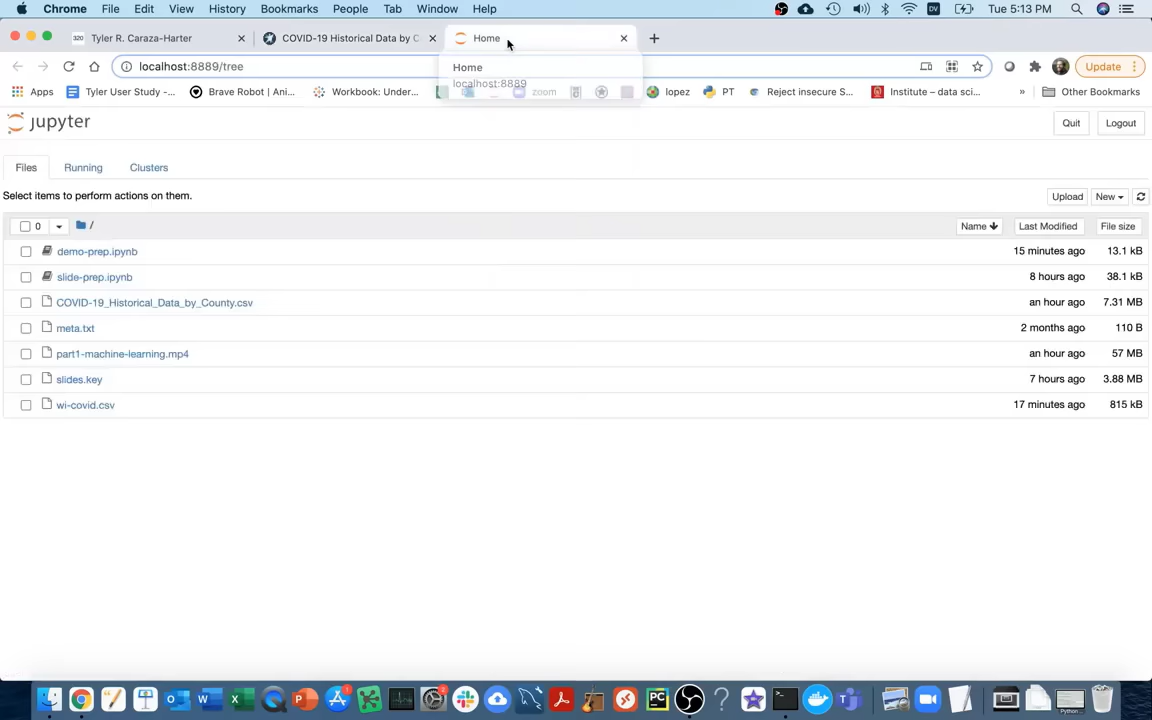 Chrome File Edit View History Bookmarks People Tab Window Help DV Tue 5:13 PM
320 Tyler R. Caraza-Harter COVID-19 Historical Data by C Home
localhost:8889/tree Update
Home
localhost:8889
Apps Tyler User Study -... Brave Robot | Ani... Workbook: Under... zoom lopez PT Reject insecure S... Institute – data sci... » Other Bookmarks
jupyter Quit Logout
Files Running Clusters
Select items to perform actions on them. Upload New
0 / Name Last Modified File size
demo-prep.ipynb 15 minutes ago 13.1 kB
slide-prep.ipynb 8 hours ago 38.1 kB
COVID-19_Historical_Data_by_County.csv an hour ago 7.31 MB
meta.txt 2 months ago 110 B
part1-machine-learning.mp4 an hour ago 57 MB
slides.key 7 hours ago 3.88 MB
wi-covid.csv 17 minutes ago 815 kB